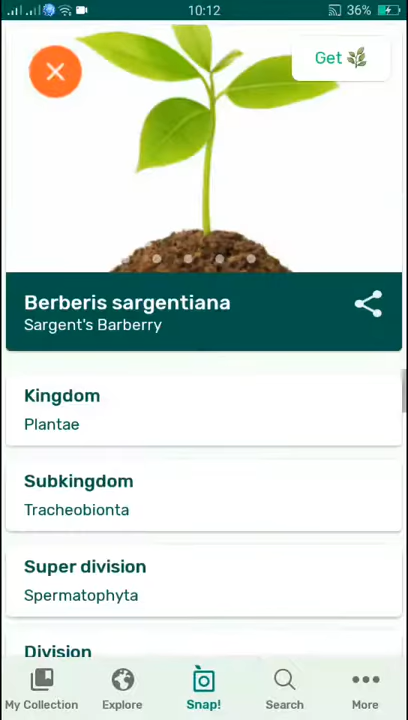 10:12
36%
Get
Berberis sargentiana
Sargent's Barberry
Kingdom
Plantae
Subkingdom
Tracheobionta
Super division
Spermatophyta
Division
My Collection
Explore
Snap!
Search
More